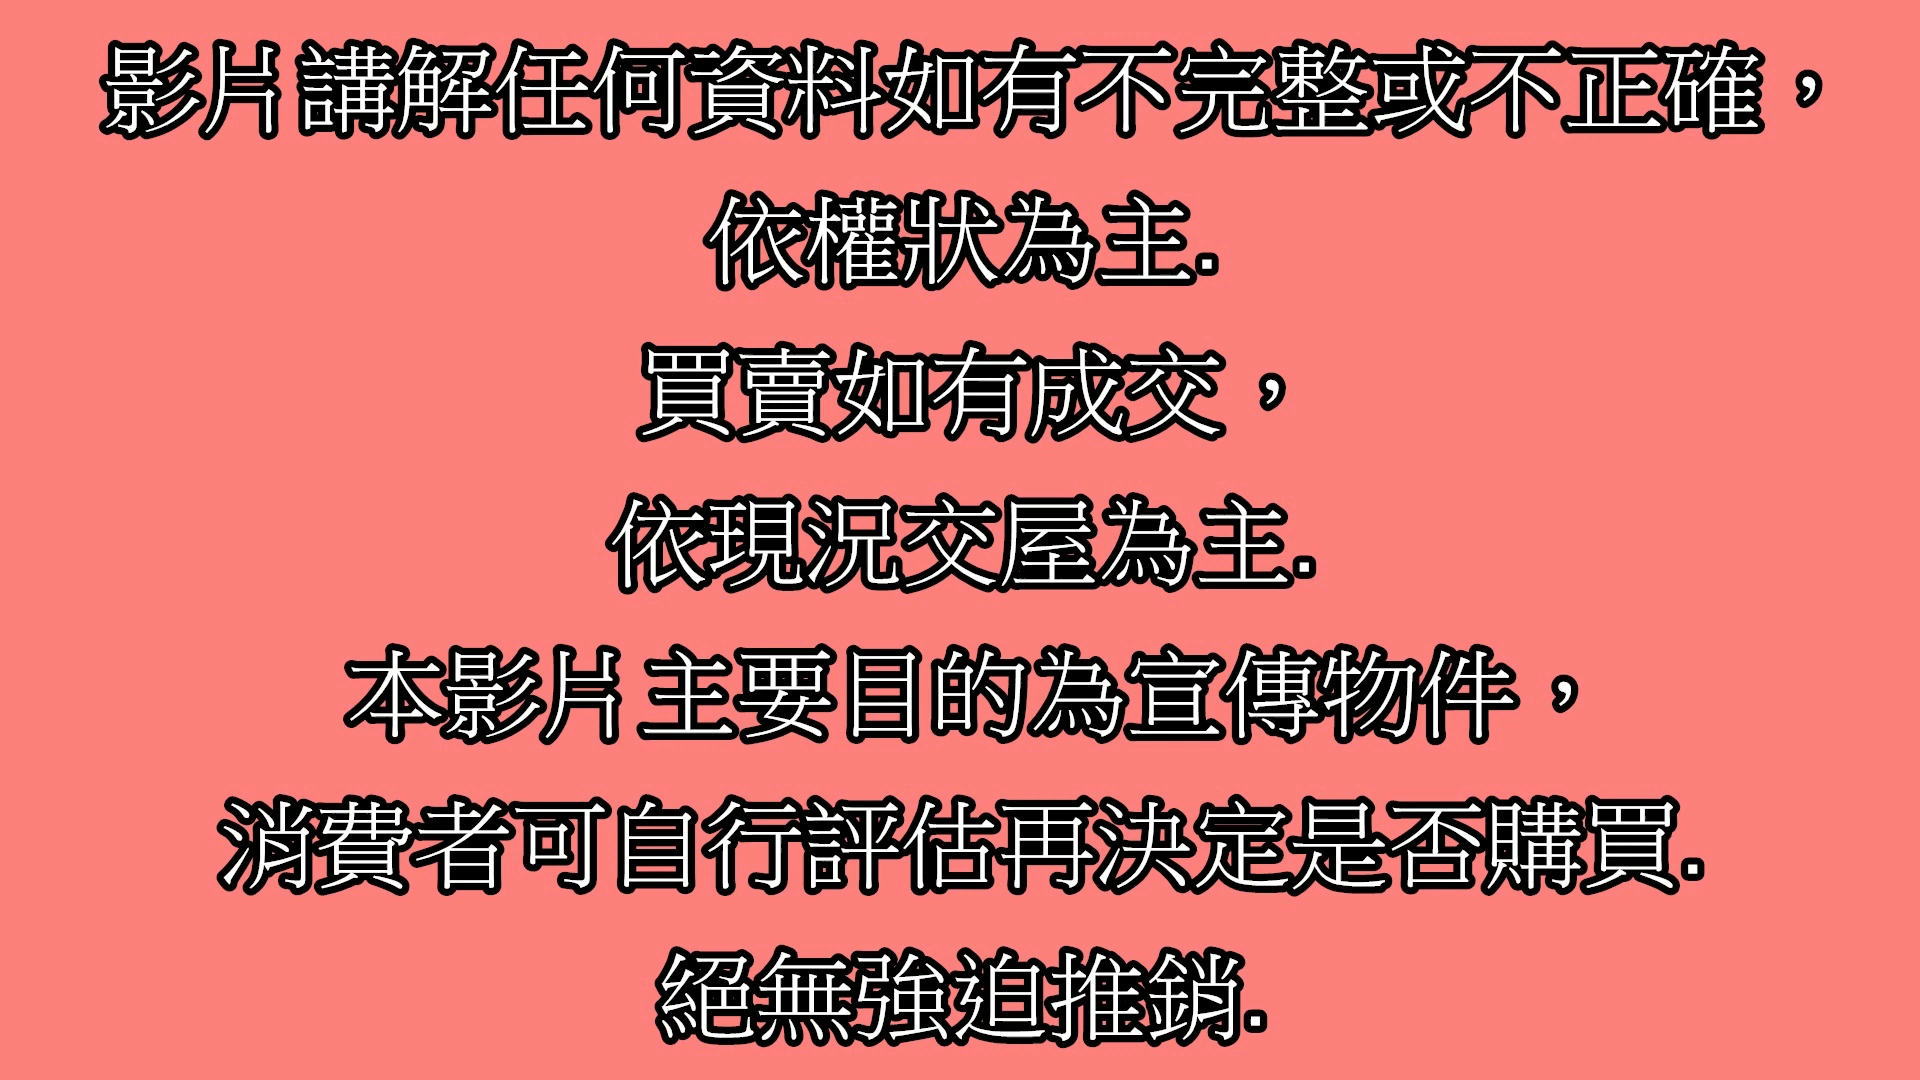 影片講解任何資料如有不完整或不正確，
依權狀為主.
買賣如有成交，
依現況交屋為主.
本影片主要目的為宣傳物件，
消費者可自行評估再決定是否購買.
絕無強迫推銷.